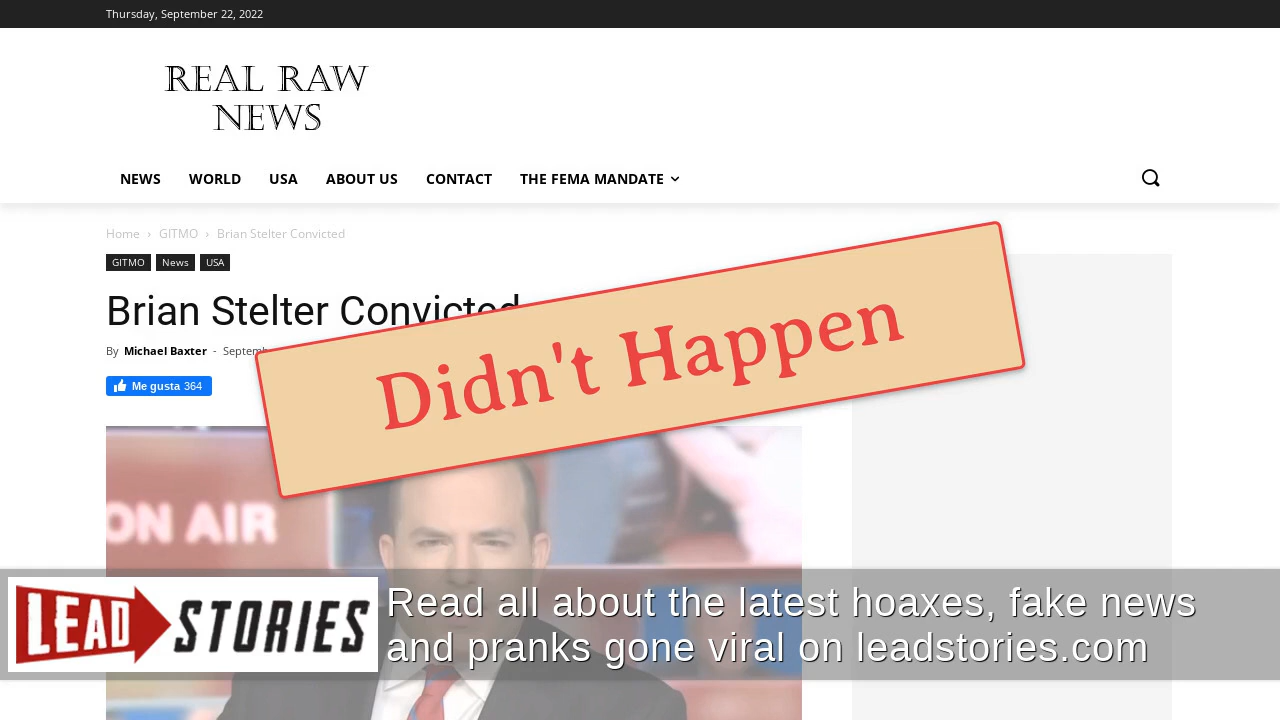 Thursday, September 22, 2022
REAL RAW
NEWS
NEWS WORLD USA ABOUT US CONTACT THE FEMA MANDATE
Home › GITMO › Brian Stelter Convicted
GITMO News USA
Brian Stelter Convicted
By Michael Baxter -
Me gusta 364
Didn't Happen
ON AIR
LEAD STORIES
Read all about the latest hoaxes, fake news
and pranks gone viral on leadstories.com